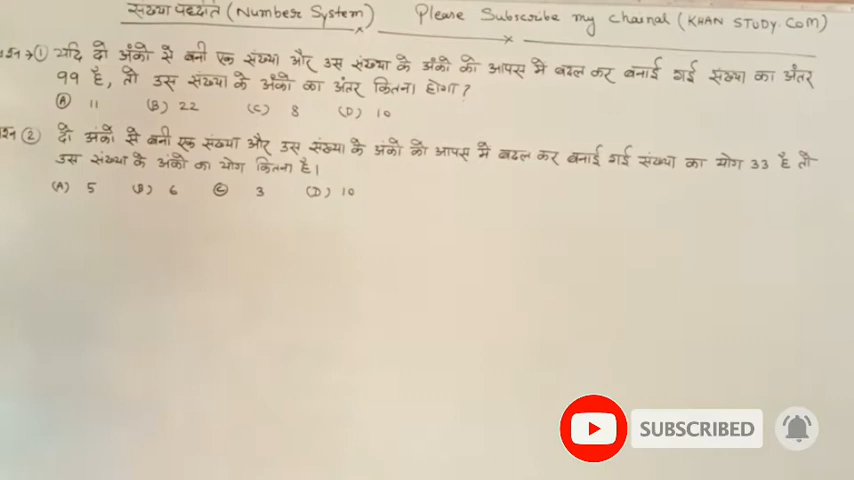 संख्या पद्धति (Number System) Please Subscribe my Chainal (KHAN STUDY.COM)
प्रश्न → ① यदि दो अंको से बनी एक संख्या और उस संख्या के अंको को आपस मे बदल कर बनाई गई संख्या का अंतर
99 है, तो उस संख्या के अंको का अंतर कितना होगा ?
Ⓐ 11 (B) 22 (C) 8 (D) 10
प्रश्न ② दो अंको से बनी एक संख्या और उस संख्या के अंको को आपस मे बदल कर बनाई गई संख्या का योग 33 है तो
उस संख्या के अंको का योग कितना है।
(A) 5 (B) 6 Ⓒ 3 (D) 10
SUBSCRIBED